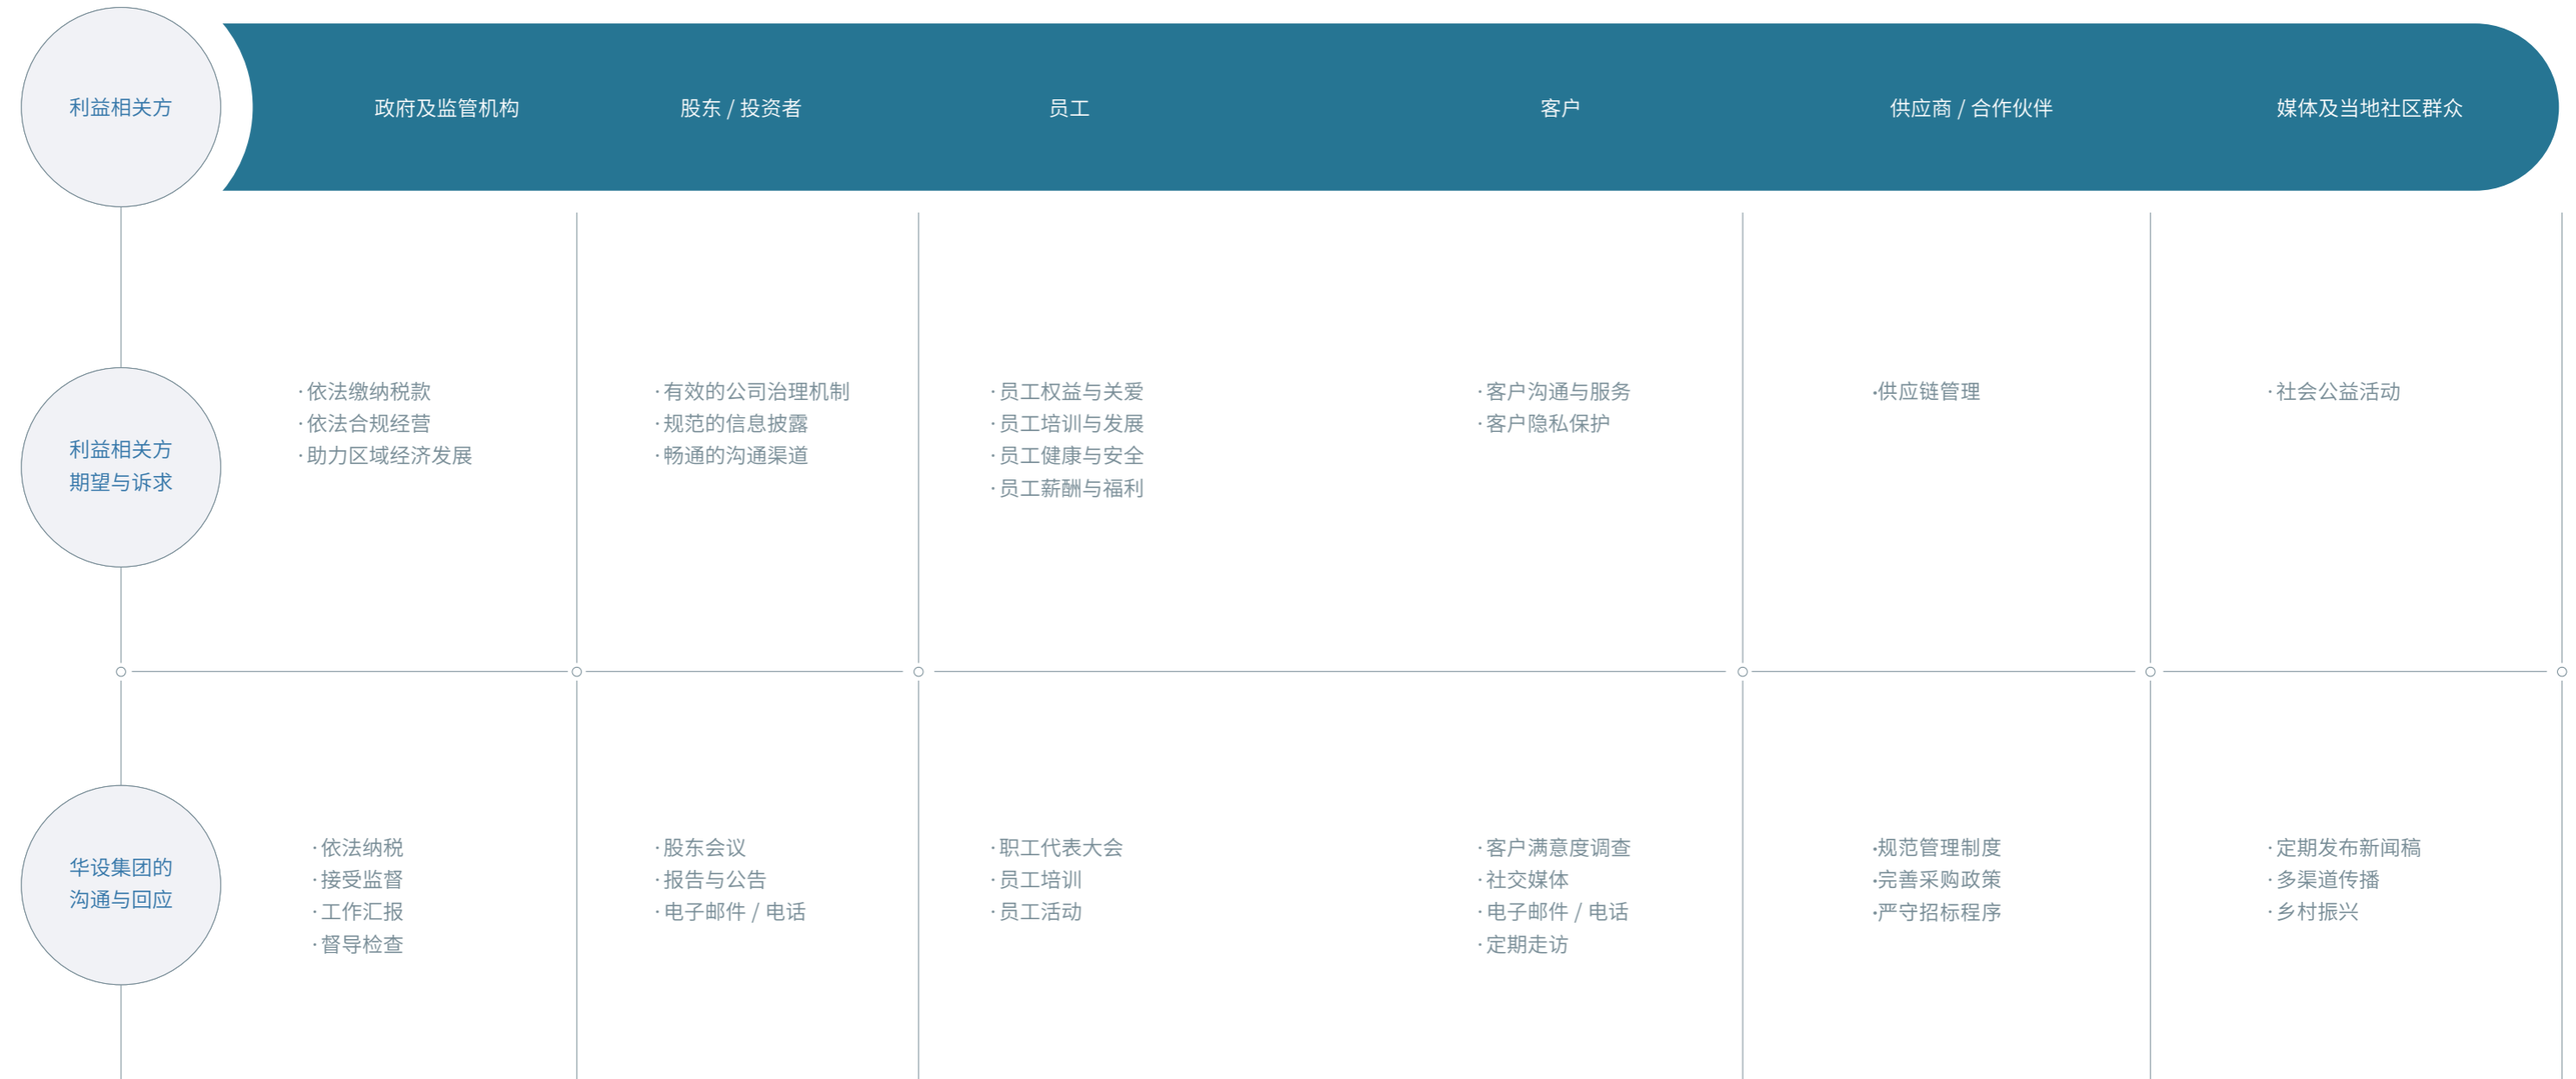 利益相关方
政府及监管机构
股东 / 投资者
员工
客户
供应商 / 合作伙伴
媒体及当地社区群众
利益相关方
期望与诉求
·依法缴纳税款
·依法合规经营
·助力区域经济发展
·有效的公司治理机制
·规范的信息披露
·畅通的沟通渠道
·员工权益与关爱
·员工培训与发展
·员工健康与安全
·员工薪酬与福利
·客户沟通与服务
·客户隐私保护
·供应链管理
·社会公益活动
华设集团的
沟通与回应
·依法纳税
·接受监督
·工作汇报
·督导检查
·股东会议
·报告与公告
·电子邮件 / 电话
·职工代表大会
·员工培训
·员工活动
·客户满意度调查
·社交媒体
·电子邮件 / 电话
·定期走访
·规范管理制度
·完善采购政策
·严守招标程序
·定期发布新闻稿
·多渠道传播
·乡村振兴